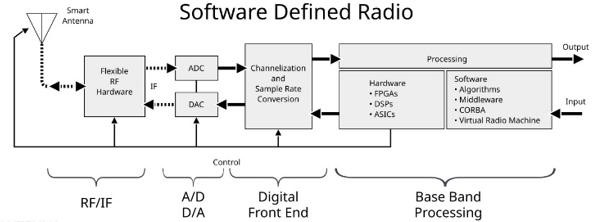 Software Defined Radio
Smart
Antenna
Flexible
RF
Hardware
IF
ADC
DAC
Channelization
and
Sample Rate
Conversion
Processing
Hardware
• FPGAs
• DSPs
• ASICs
Software
• Algorithms
• Middleware
• CORBA
• Virtual Radio Machine
Output
Input
Control
RF/IF
A/D
D/A
Digital
Front End
Base Band
Processing